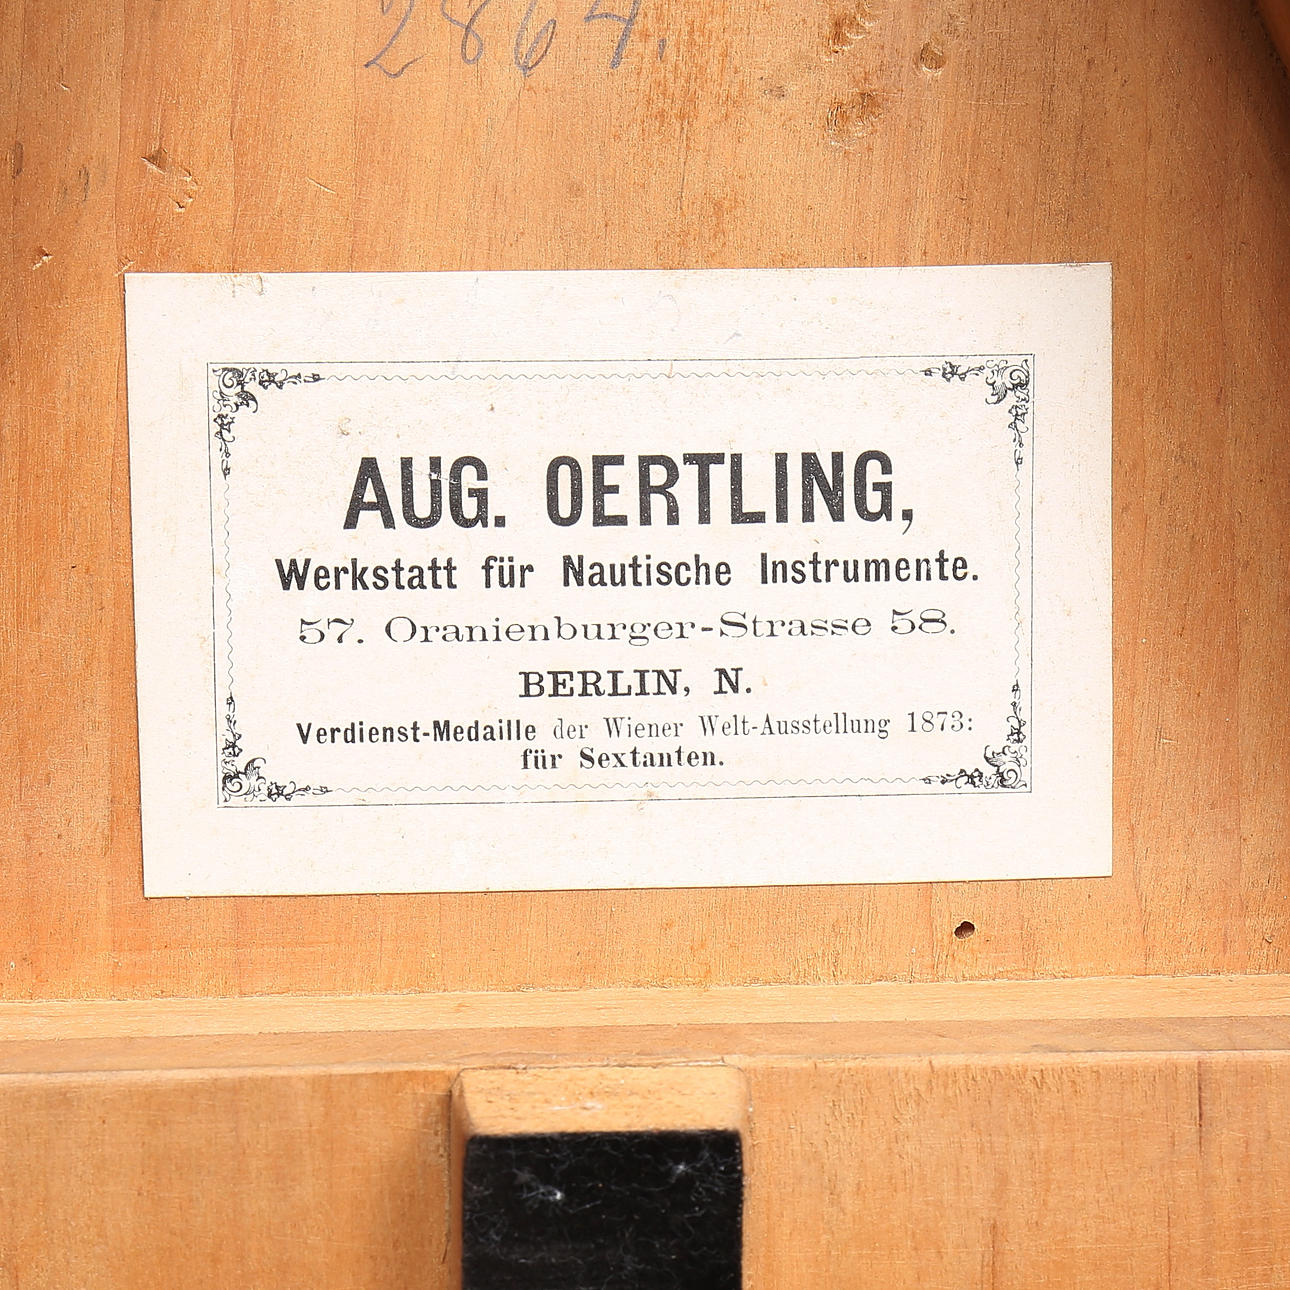 2864.
AUG. OERTLING,
Werkstatt für Nautische Instrumente.
57. Oranienburger-Strasse 58.
BERLIN, N.
Verdienst-Medaille der Wiener Welt-Ausstellung 1873:
für Sextanten.